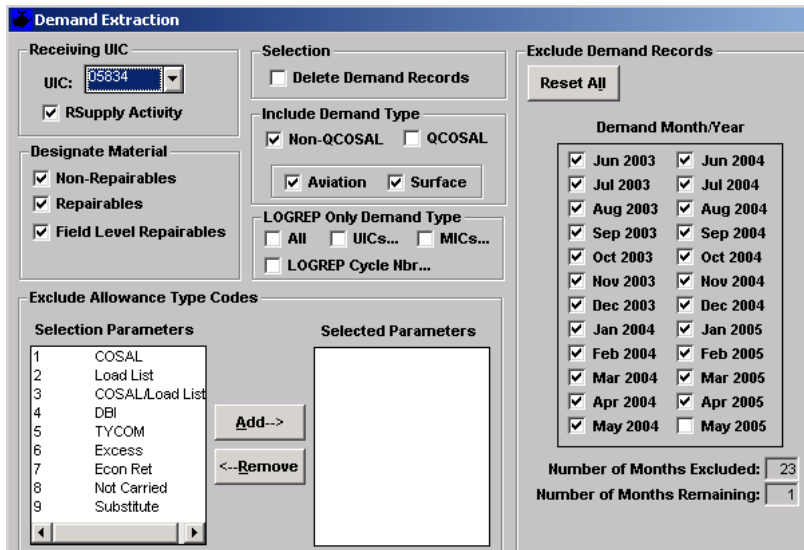 Demand Extraction
Receiving UIC
UIC: 05834
RSupply Activity
Designate Material
Non-Repairables
Repairables
Field Level Repairables
Selection
Delete Demand Records
Include Demand Type
Non-QCOSAL QCOSAL
Aviation Surface
LOGREP Only Demand Type
All UICs... MICs...
LOGREP Cycle Nbr...
Exclude Allowance Type Codes
Selection Parameters
1 COSAL
2 Load List
3 COSAL/Load List
4 DBI
5 TYCOM
6 Excess
7 Econ Ret
8 Not Carried
9 Substitute
Add-->
<--Remove
Selected Parameters
Exclude Demand Records
Reset All
Demand Month/Year
Jun 2003 Jun 2004
Jul 2003 Jul 2004
Aug 2003 Aug 2004
Sep 2003 Sep 2004
Oct 2003 Oct 2004
Nov 2003 Nov 2004
Dec 2003 Dec 2004
Jan 2004 Jan 2005
Feb 2004 Feb 2005
Mar 2004 Mar 2005
Apr 2004 Apr 2005
May 2004 May 2005
Number of Months Excluded: 23
Number of Months Remaining: 1